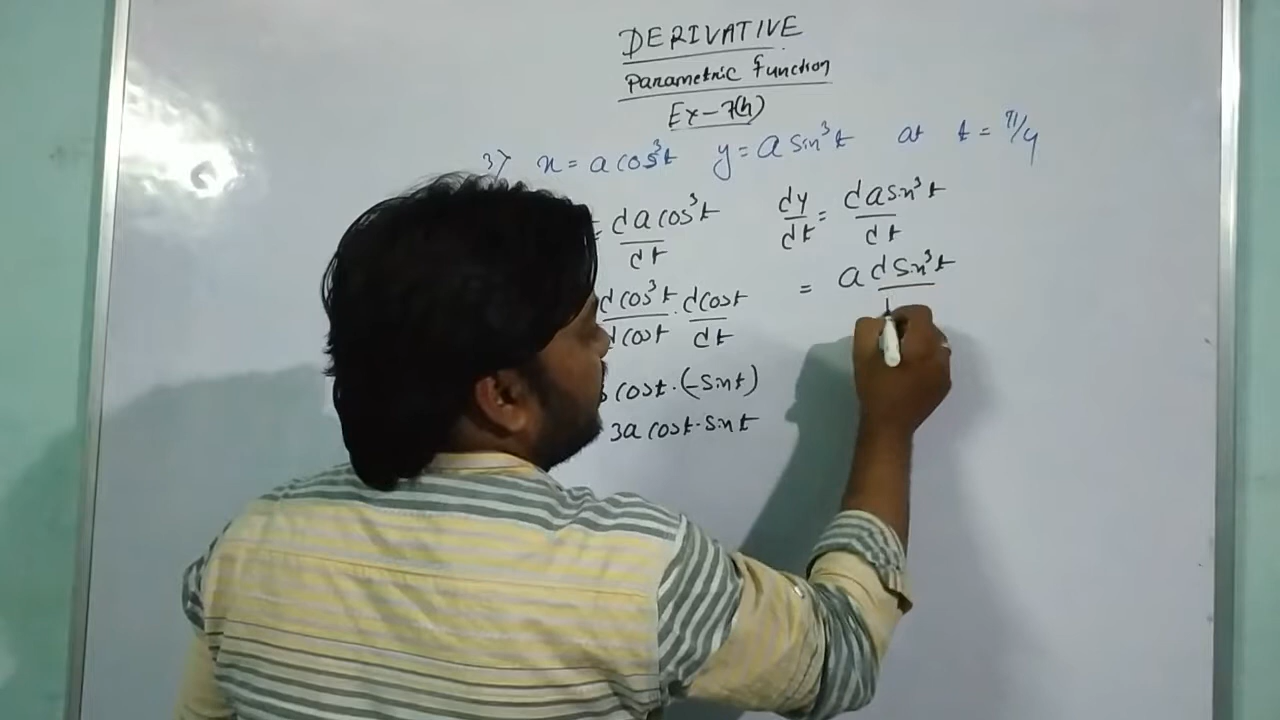 DERIVATIVE
Parametric Function
Ex-7(h)
3> x = a cos³t y = a sin³t at t = π/4
= d a cos³t / dt dy/dt = d a sin³t / dt
d cos³t / d cost . d cost / dt = a d sin³t
cost.(-sint)
3a cost.sint